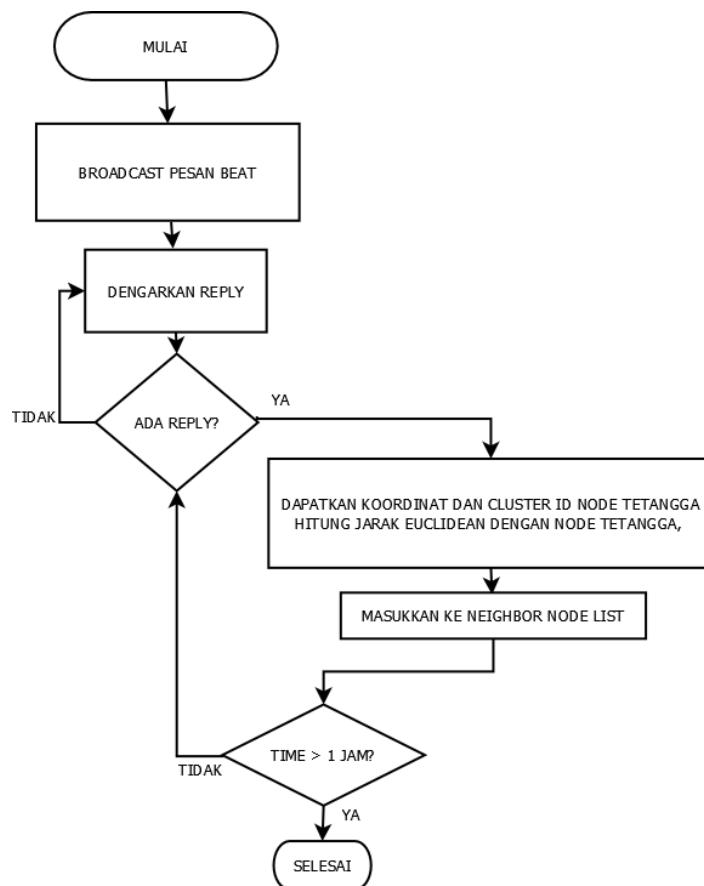 MULAI
BROADCAST PESAN BEAT
DENGARKAN REPLY
ADA REPLY?
TIDAK
YA
DAPATKAN KOORDINAT DAN CLUSTER ID NODE TETANGGA
HITUNG JARAK EUCLIDEAN DENGAN NODE TETANGGA,
MASUKKAN KE NEIGHBOR NODE LIST
TIME > 1 JAM?
TIDAK
YA
SELESAI